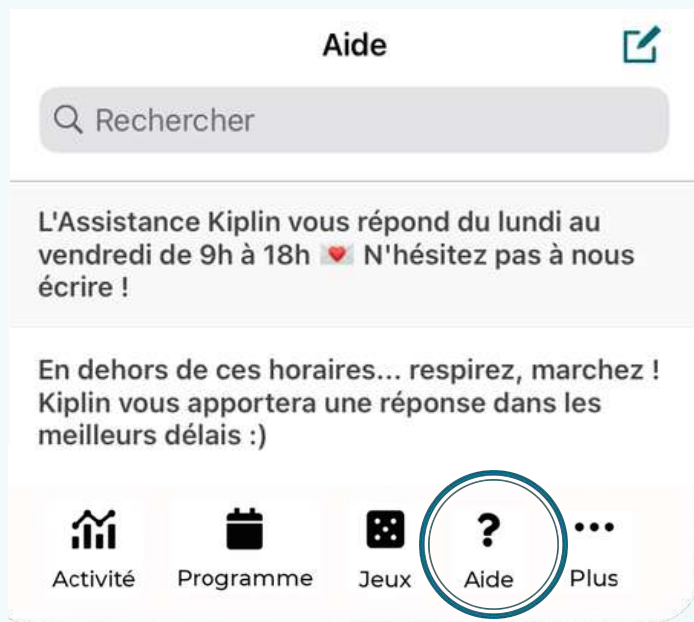 Aide
Rechercher
L'Assistance Kiplin vous répond du lundi au
vendredi de 9h à 18h 💌 N'hésitez pas à nous
écrire !
En dehors de ces horaires... respirez, marchez !
Kiplin vous apportera une réponse dans les
meilleurs délais :)
Activité Programme Jeux ? Aide Plus